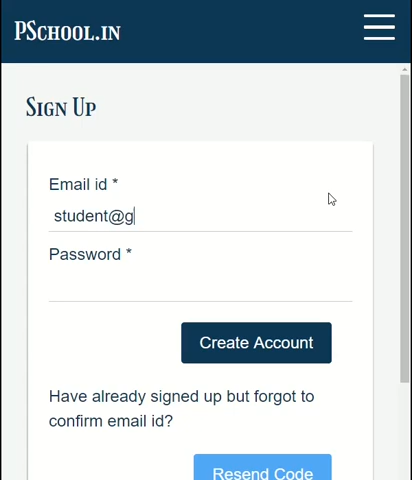 PSchool.in
Sign Up
Email id *
student@g
Password *
Create Account
Have already signed up but forgot to
confirm email id?
Resend Code